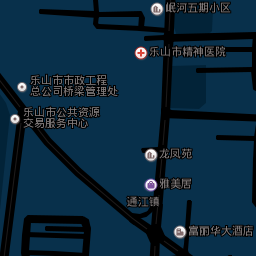 岷河五期小区
乐山市精神医院
乐山市市政工程
总公司桥梁管理处
乐山市公共资源
交易服务中心
龙凤苑
雅美居
通江镇
富丽华大酒店